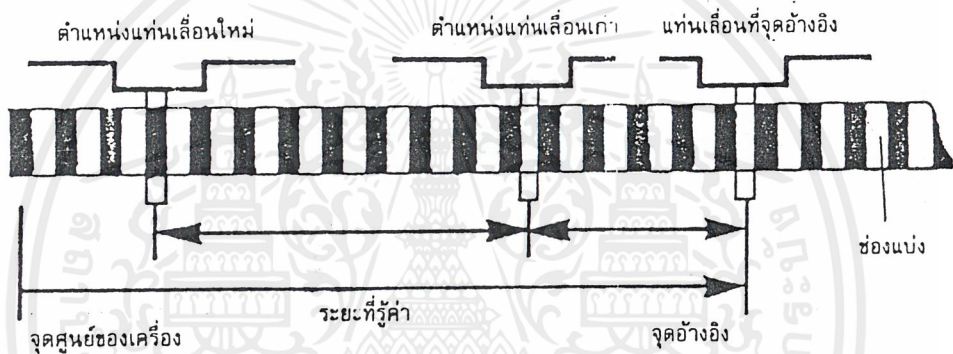 ตำแหน่งแท่นเลื่อนใหม่
ตำแหน่งแท่นเลื่อนเก่า
แท่นเลื่อนที่จุดอ้างอิง
ช่องแบ่ง
ระยะที่รู้ค่า
จุดศูนย์ของเครื่อง
จุดอ้างอิง